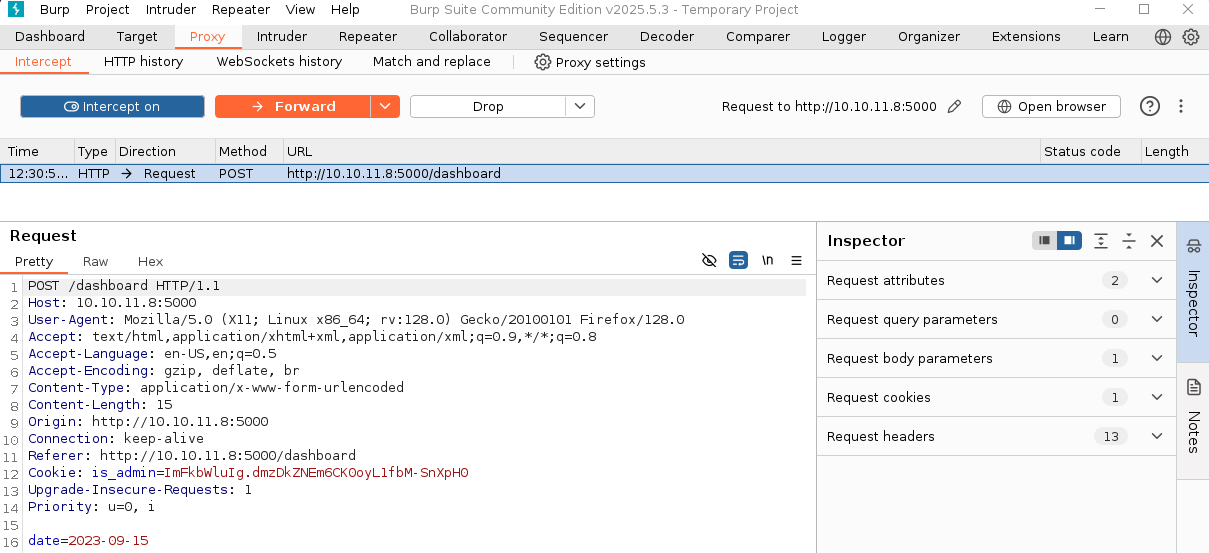 Burp Project Intruder Repeater View Help Burp Suite Community Edition v2025.5.3 - Temporary Project
Dashboard Target Proxy Intruder Repeater Collaborator Sequencer Decoder Comparer Logger Organizer Extensions Learn
Intercept HTTP history WebSockets history Match and replace Proxy settings
Intercept on Forward Drop Request to http://10.10.11.8:5000 Open browser
Time Type Direction Method URL Status code Length
12:30:5... HTTP → Request POST http://10.10.11.8:5000/dashboard
Request
Pretty Raw Hex \n
1 POST /dashboard HTTP/1.1
2 Host: 10.10.11.8:5000
3 User-Agent: Mozilla/5.0 (X11; Linux x86_64; rv:128.0) Gecko/20100101 Firefox/128.0
4 Accept: text/html,application/xhtml+xml,application/xml;q=0.9,*/*;q=0.8
5 Accept-Language: en-US,en;q=0.5
6 Accept-Encoding: gzip, deflate, br
7 Content-Type: application/x-www-form-urlencoded
8 Content-Length: 15
9 Origin: http://10.10.11.8:5000
10 Connection: keep-alive
11 Referer: http://10.10.11.8:5000/dashboard
12 Cookie: is_admin=ImFkbWluIg.dmzDkZNEm6CK0oyL1fbM-SnXpH0
13 Upgrade-Insecure-Requests: 1
14 Priority: u=0, i
15
16 date=2023-09-15
Inspector
Request attributes 2
Request query parameters 0
Request body parameters 1
Request cookies 1
Request headers 13
Inspector
Notes